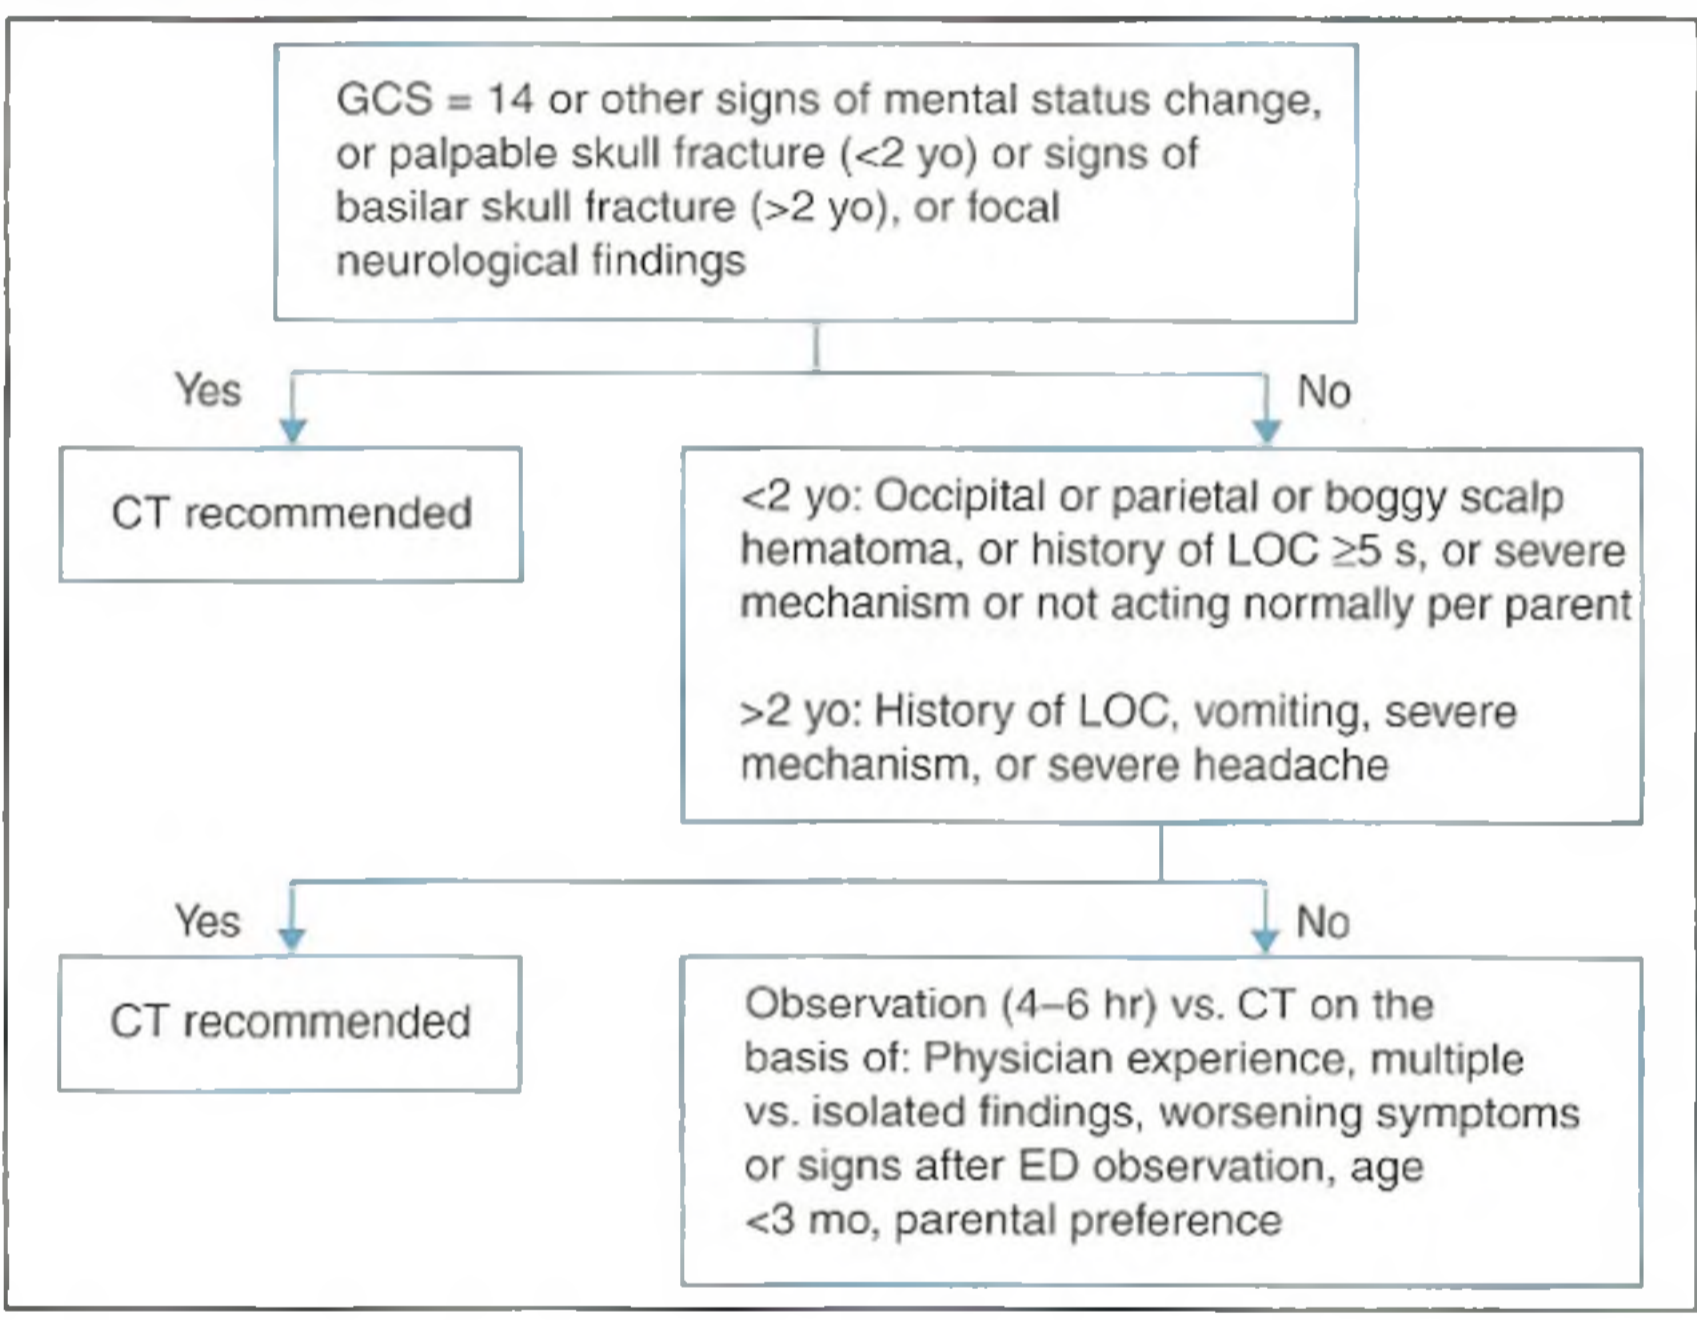 GCS = 14 or other signs of mental status change,
or palpable skull fracture (<2 yo) or signs of
basilar skull fracture (>2 yo), or focal
neurological findings
Yes
No
CT recommended
<2 yo: Occipital or parietal or boggy scalp
hematoma, or history of LOC ≥5 s, or severe
mechanism or not acting normally per parent
>2 yo: History of LOC, vomiting, severe
mechanism, or severe headache
Yes
No
CT recommended
Observation (4–6 hr) vs. CT on the
basis of: Physician experience, multiple
vs. isolated findings, worsening symptoms
or signs after ED observation, age
<3 mo, parental preference